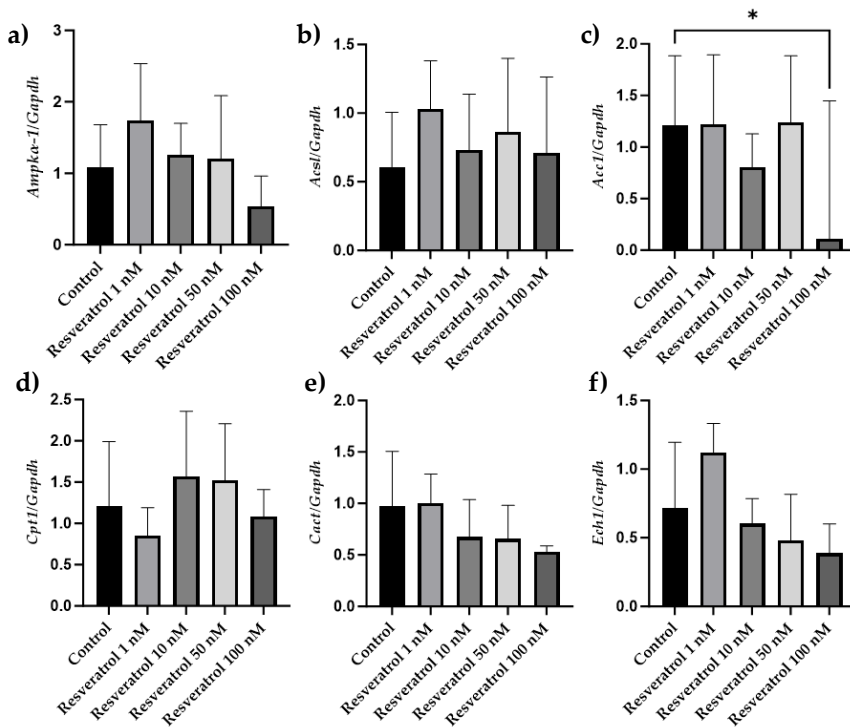 a)
Ampkα-1/Gapdh
3
2
1
0
Control
Resveratrol 1 nM
Resveratrol 10 nM
Resveratrol 50 nM
Resveratrol 100 nM
b)
Acsl/Gapdh
1.5
1.0
0.5
0.0
Control
Resveratrol 1 nM
Resveratrol 10 nM
Resveratrol 50 nM
Resveratrol 100 nM
c)
*
Acc1/Gapdh
2.0
1.5
1.0
0.5
0.0
Control
Resveratrol 1 nM
Resveratrol 10 nM
Resveratrol 50 nM
Resveratrol 100 nM
d)
Cpt1/Gapdh
2.5
2.0
1.5
1.0
0.5
0.0
Control
Resveratrol 1 nM
Resveratrol 10 nM
Resveratrol 50 nM
Resveratrol 100 nM
e)
Cact/Gapdh
2.0
1.5
1.0
0.5
0.0
Control
Resveratrol 1 nM
Resveratrol 10 nM
Resveratrol 50 nM
Resveratrol 100 nM
f)
Ech1/Gapdh
1.5
1.0
0.5
0.0
Control
Resveratrol 1 nM
Resveratrol 10 nM
Resveratrol 50 nM
Resveratrol 100 nM